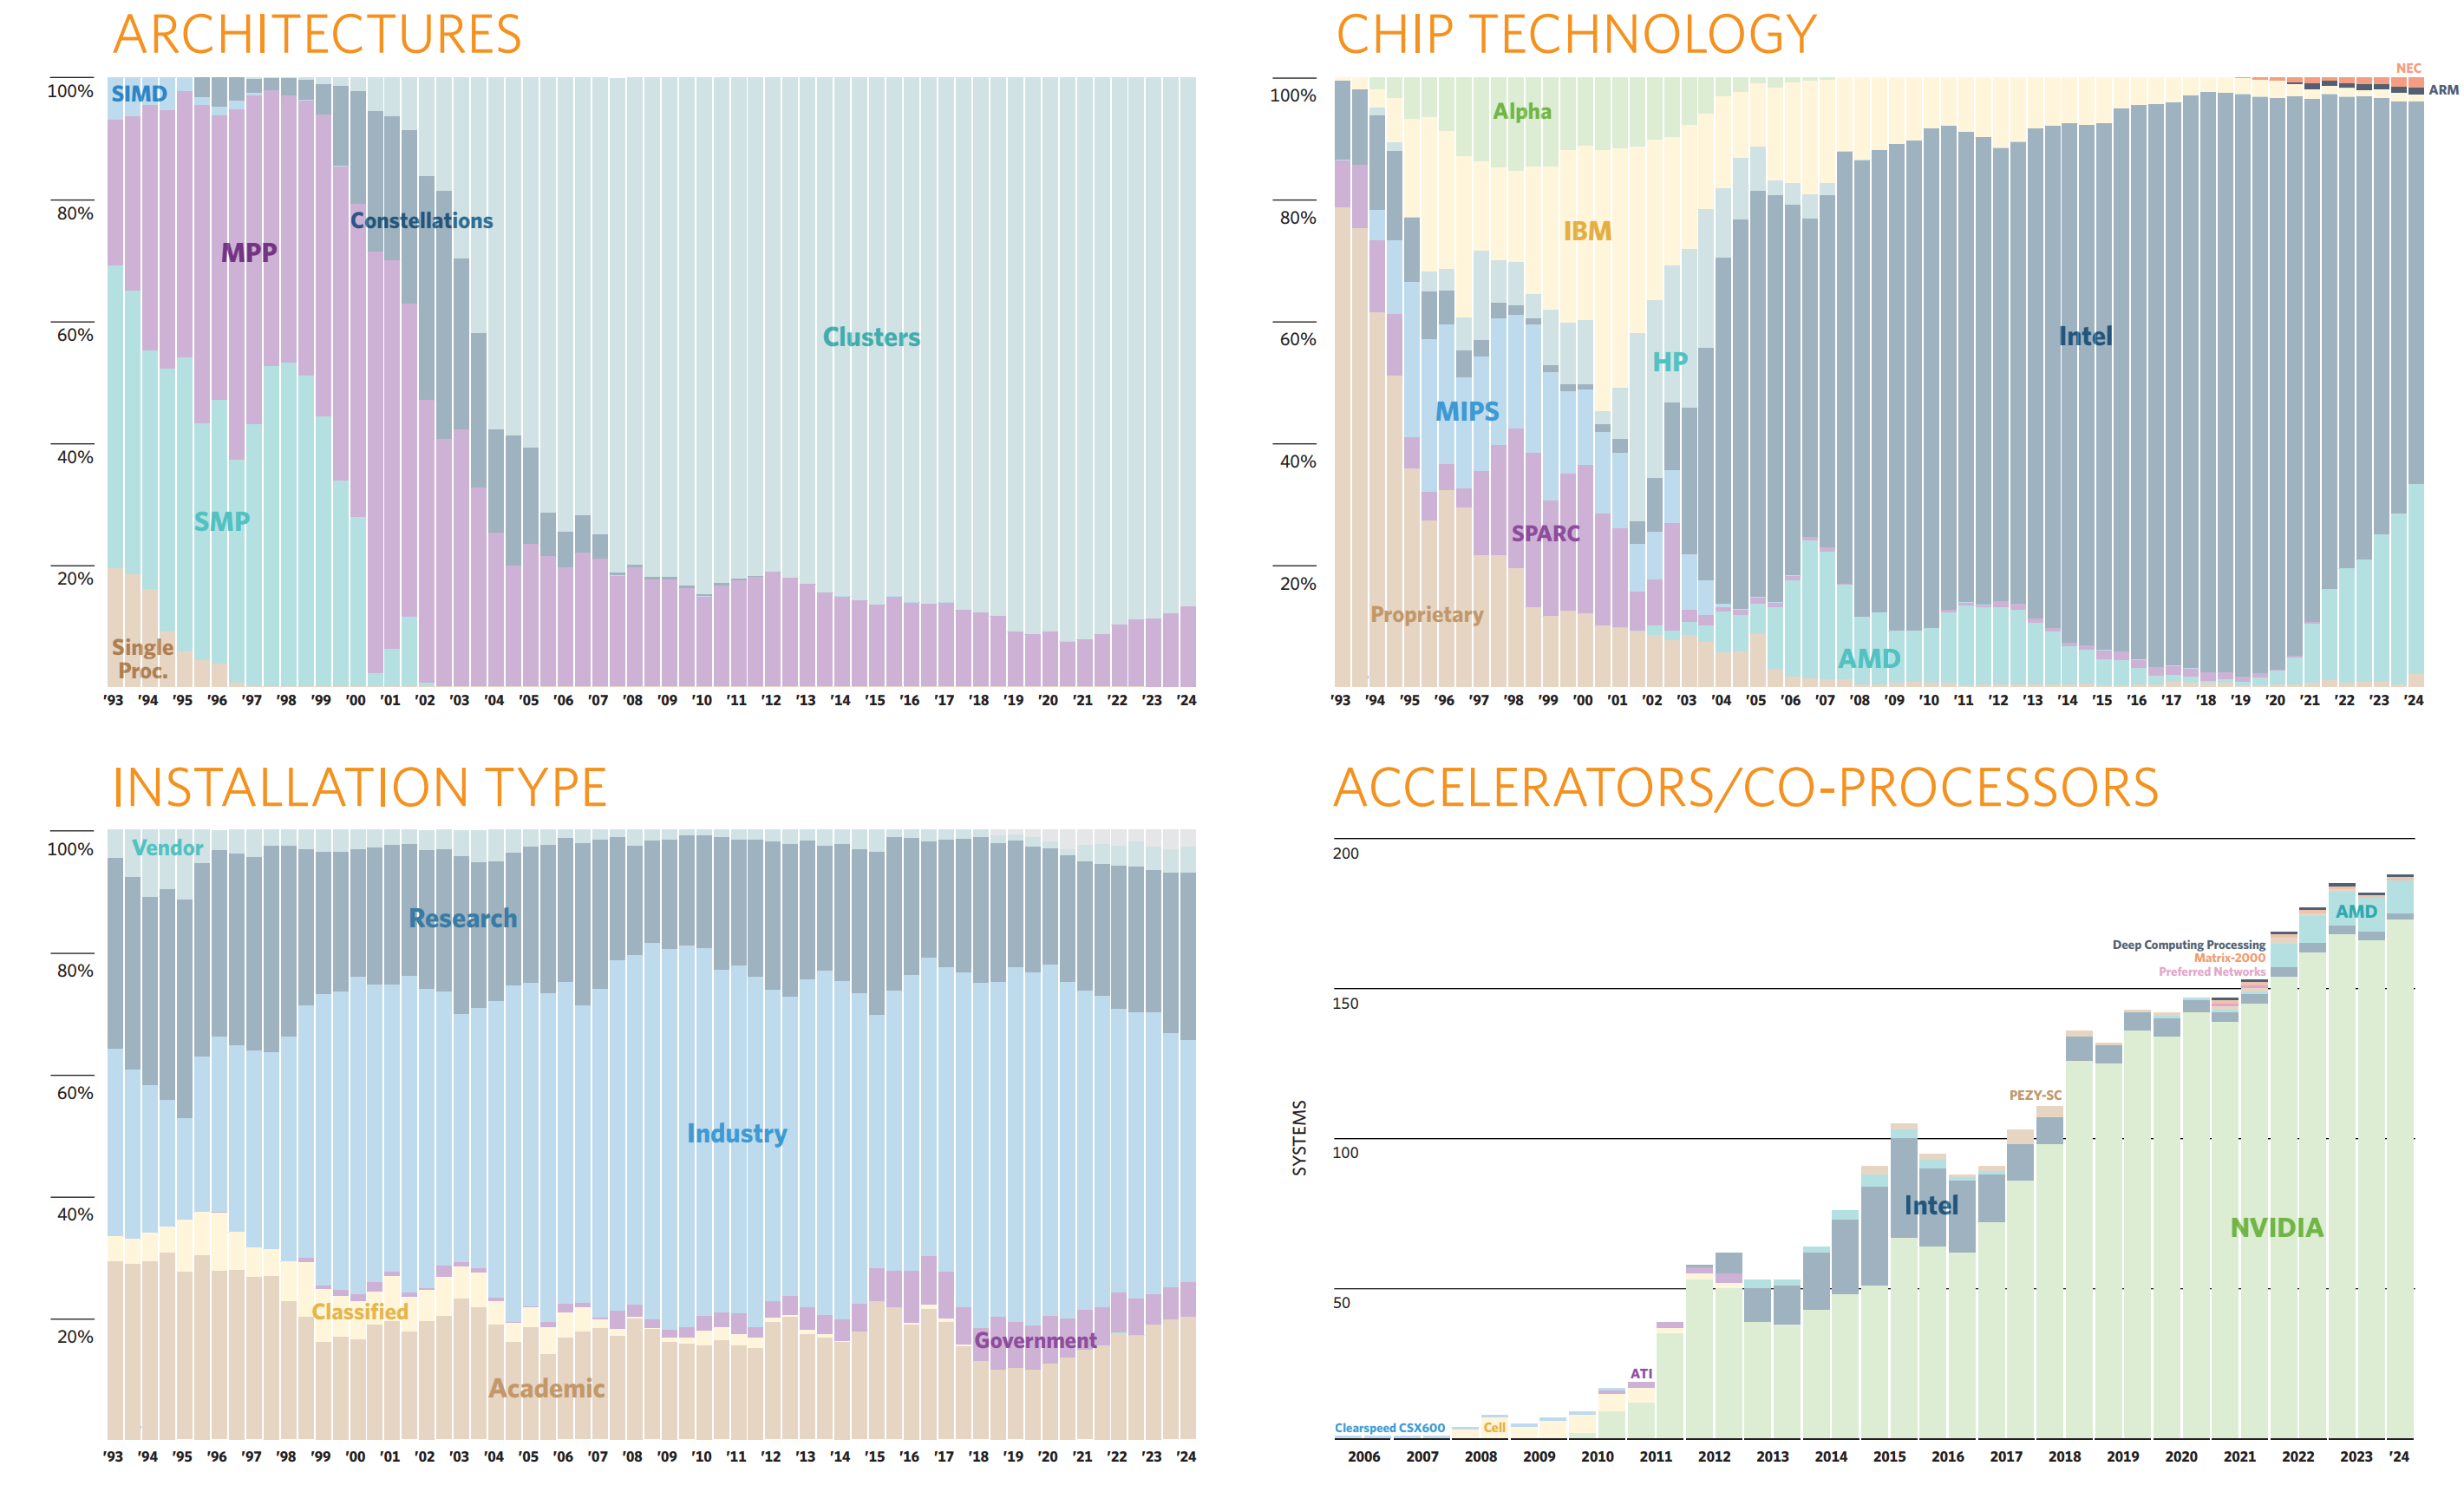 ARCHITECTURES
100%
80%
60%
40%
20%
SIMD
MPP
Constellations
Clusters
SMP
Single
Proc.
'93 '94 '95 '96 '97 '98 '99 '00 '01 '02 '03 '04 '05 '06 '07 '08 '09 '10 '11 '12 '13 '14 '15 '16 '17 '18 '19 '20 '21 '22 '23 '24
CHIP TECHNOLOGY
100%
80%
60%
40%
20%
NEC
ARM
Alpha
IBM
Intel
HP
MIPS
SPARC
Proprietary
AMD
'93 '94 '95 '96 '97 '98 '99 '00 '01 '02 '03 '04 '05 '06 '07 '08 '09 '10 '11 '12 '13 '14 '15 '16 '17 '18 '19 '20 '21 '22 '23 '24
INSTALLATION TYPE
100%
80%
60%
40%
20%
Vendor
Research
Industry
Classified
Government
Academic
'93 '94 '95 '96 '97 '98 '99 '00 '01 '02 '03 '04 '05 '06 '07 '08 '09 '10 '11 '12 '13 '14 '15 '16 '17 '18 '19 '20 '21 '22 '23 '24
ACCELERATORS/CO-PROCESSORS
200
150
100
50
SYSTEMS
AMD
Deep Computing Processing
Matrix-2000
Preferred Networks
PEZY-SC
Intel
NVIDIA
ATI
Clearspeed CSX600
Cell
2006 2007 2008 2009 2010 2011 2012 2013 2014 2015 2016 2017 2018 2019 2020 2021 2022 2023 '24